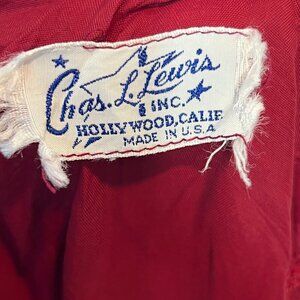 Chas. L. Lewis
& INC. &
HOLLYWOOD, CALIF
MADE IN U.S.A